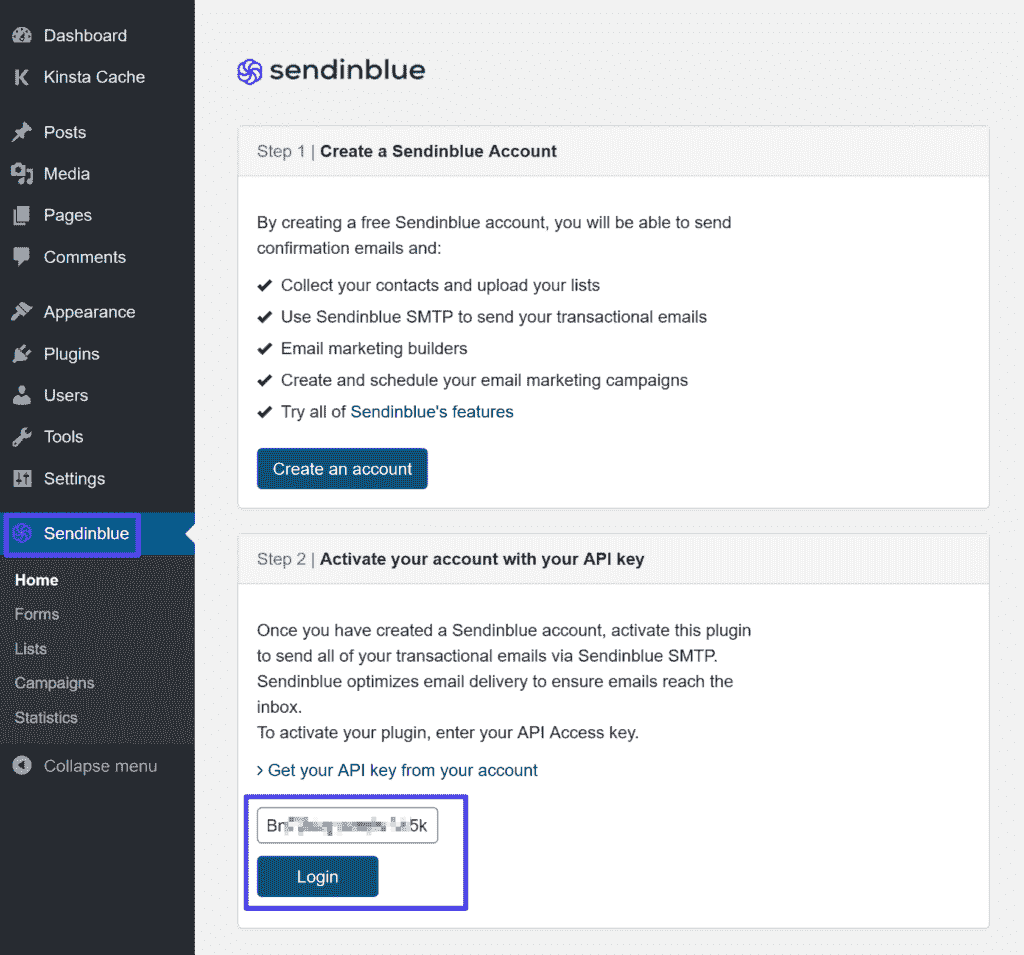 Dashboard
Kinsta Cache
Posts
Media
Pages
Comments
Appearance
Plugins
Users
Tools
Settings
Sendinblue
Home
Forms
Lists
Campaigns
Statistics
Collapse menu
sendinblue
Step 1 | Create a Sendinblue Account
By creating a free Sendinblue account, you will be able to send
confirmation emails and:
Collect your contacts and upload your lists
Use Sendinblue SMTP to send your transactional emails
Email marketing builders
Create and schedule your email marketing campaigns
Try all of Sendinblue's features
Create an account
Step 2 | Activate your account with your API key
Once you have created a Sendinblue account, activate this plugin
to send all of your transactional emails via Sendinblue SMTP.
Sendinblue optimizes email delivery to ensure emails reach the
inbox.
To activate your plugin, enter your API Access key.
> Get your API key from your account
Login